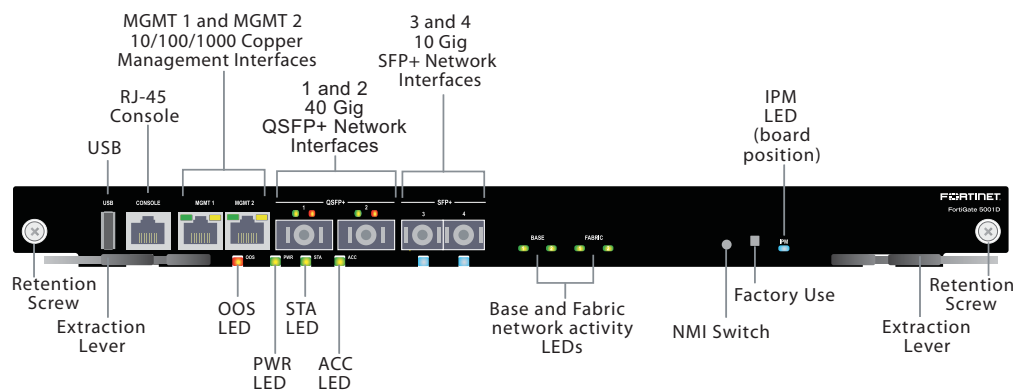 MGMT 1 and MGMT 2
10/100/1000 Copper
Management Interfaces
3 and 4
10 Gig
SFP+ Network
Interfaces
RJ-45
Console
1 and 2
40 Gig
QSFP+ Network
Interfaces
IPM
LED
(board
position)
USB
USB
CONSOLE
MGMT 1
MGMT 2
QSFP+
1
2
SFP+
3
4
BASE
FABRIC
IPM
FORTINET
FortiGate 5001D
OOS
PWR
STA
ACC
Retention
Screw
Extraction
Lever
OOS
LED
PWR
LED
STA
LED
ACC
LED
Base and Fabric
network activity
LEDs
NMI Switch
Factory Use
Extraction
Lever
Retention
Screw